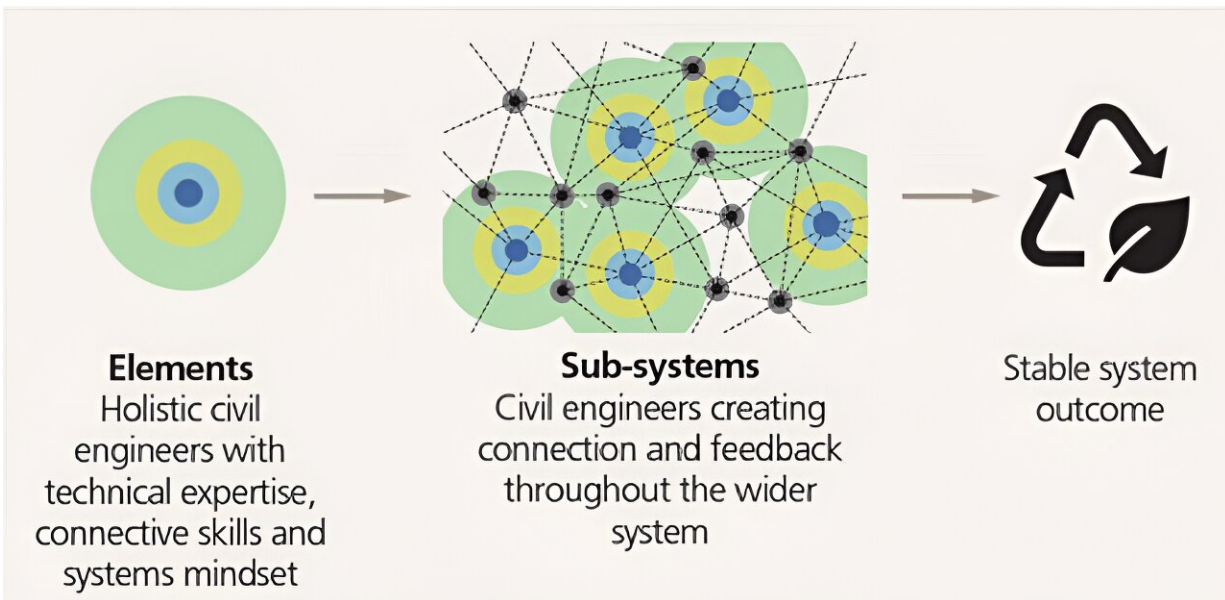 Elements
Holistic civil
engineers with
technical expertise,
connective skills and
systems mindset
Sub-systems
Civil engineers creating
connection and feedback
throughout the wider
system
Stable system
outcome